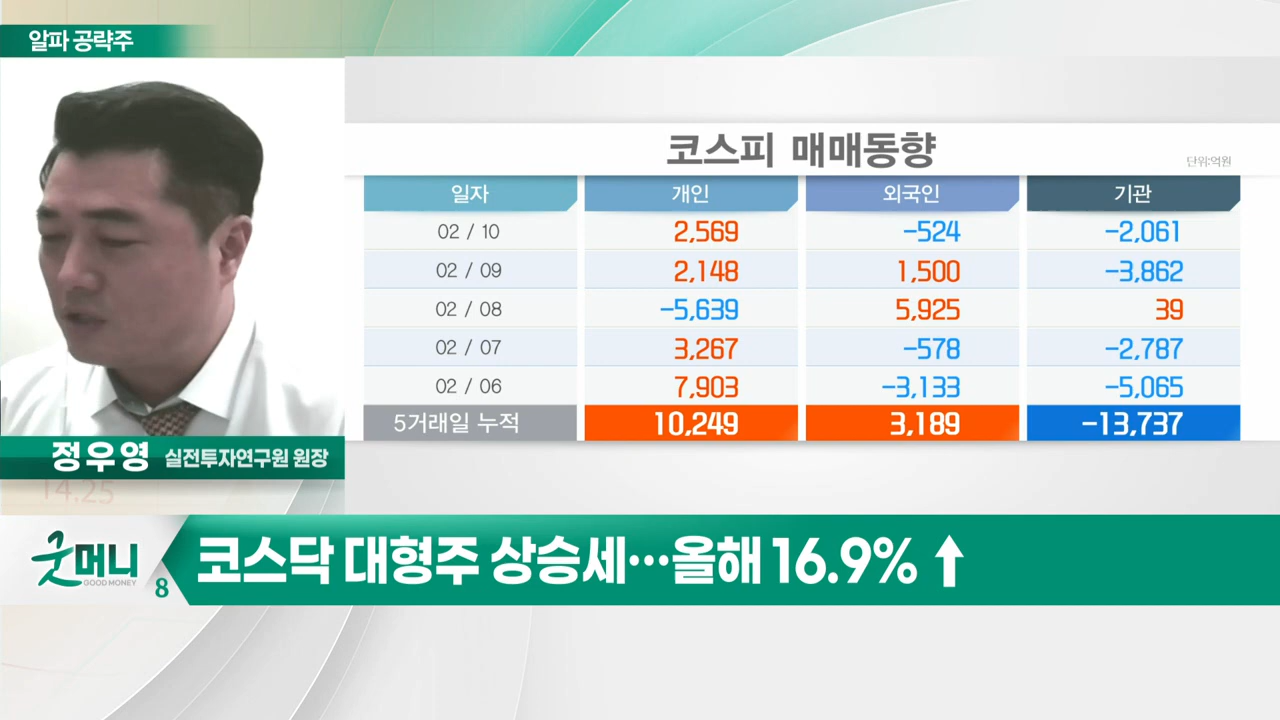 알파 공략주
코스피 매매동향
단위:억원
일자 개인 외국인 기관
02 / 10 2,569 -524 -2,061
02 / 09 2,148 1,500 -3,862
02 / 08 -5,639 5,925 39
02 / 07 3,267 -578 -2,787
02 / 06 7,903 -3,133 -5,065
5거래일 누적 10,249 3,189 -13,737
정우영 실전투자연구원 원장
14.25
굿머니
GOOD MONEY
8
코스닥 대형주 상승세…올해 16.9% ↑